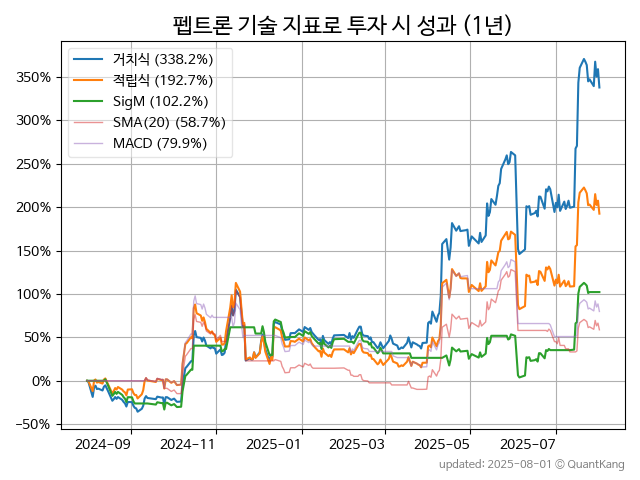 펩트론 기술 지표로 투자 시 성과 (1년)
거치식 (338.2%)
적립식 (192.7%)
SigM (102.2%)
SMA(20) (58.7%)
MACD (79.9%)
350%
300%
250%
200%
150%
100%
50%
0%
−50%
2024-09 2024-11 2025-01 2025-03 2025-05 2025-07
updated: 2025-08-01 © QuantKang